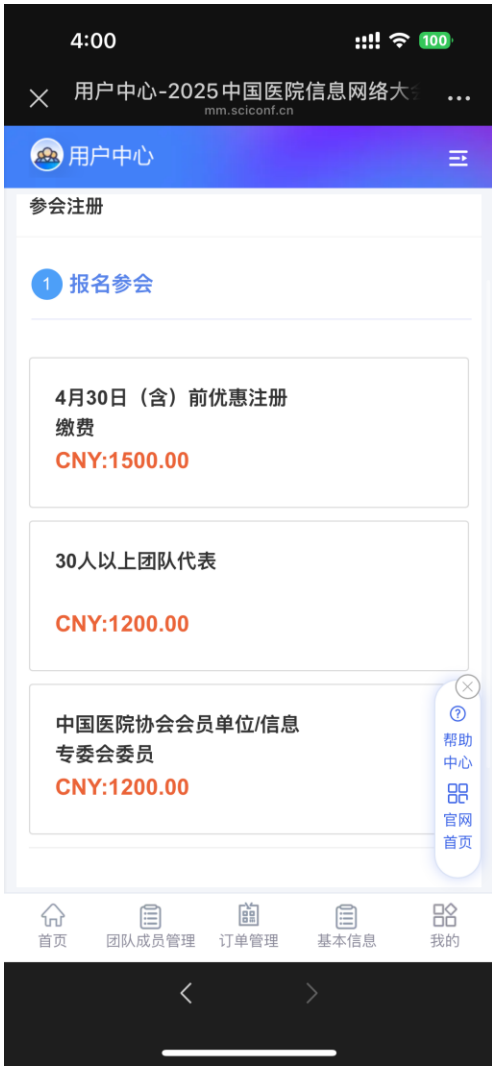 4:00
100
用户中心-2025中国医院信息网络大
mm.sciconf.cn
用户中心
参会注册
1 报名参会
4月30日（含）前优惠注册
缴费
CNY:1500.00
30人以上团队代表
CNY:1200.00
中国医院协会会员单位/信息
专委会委员
CNY:1200.00
帮助
中心
官网
首页
首页
团队成员管理
订单管理
基本信息
我的